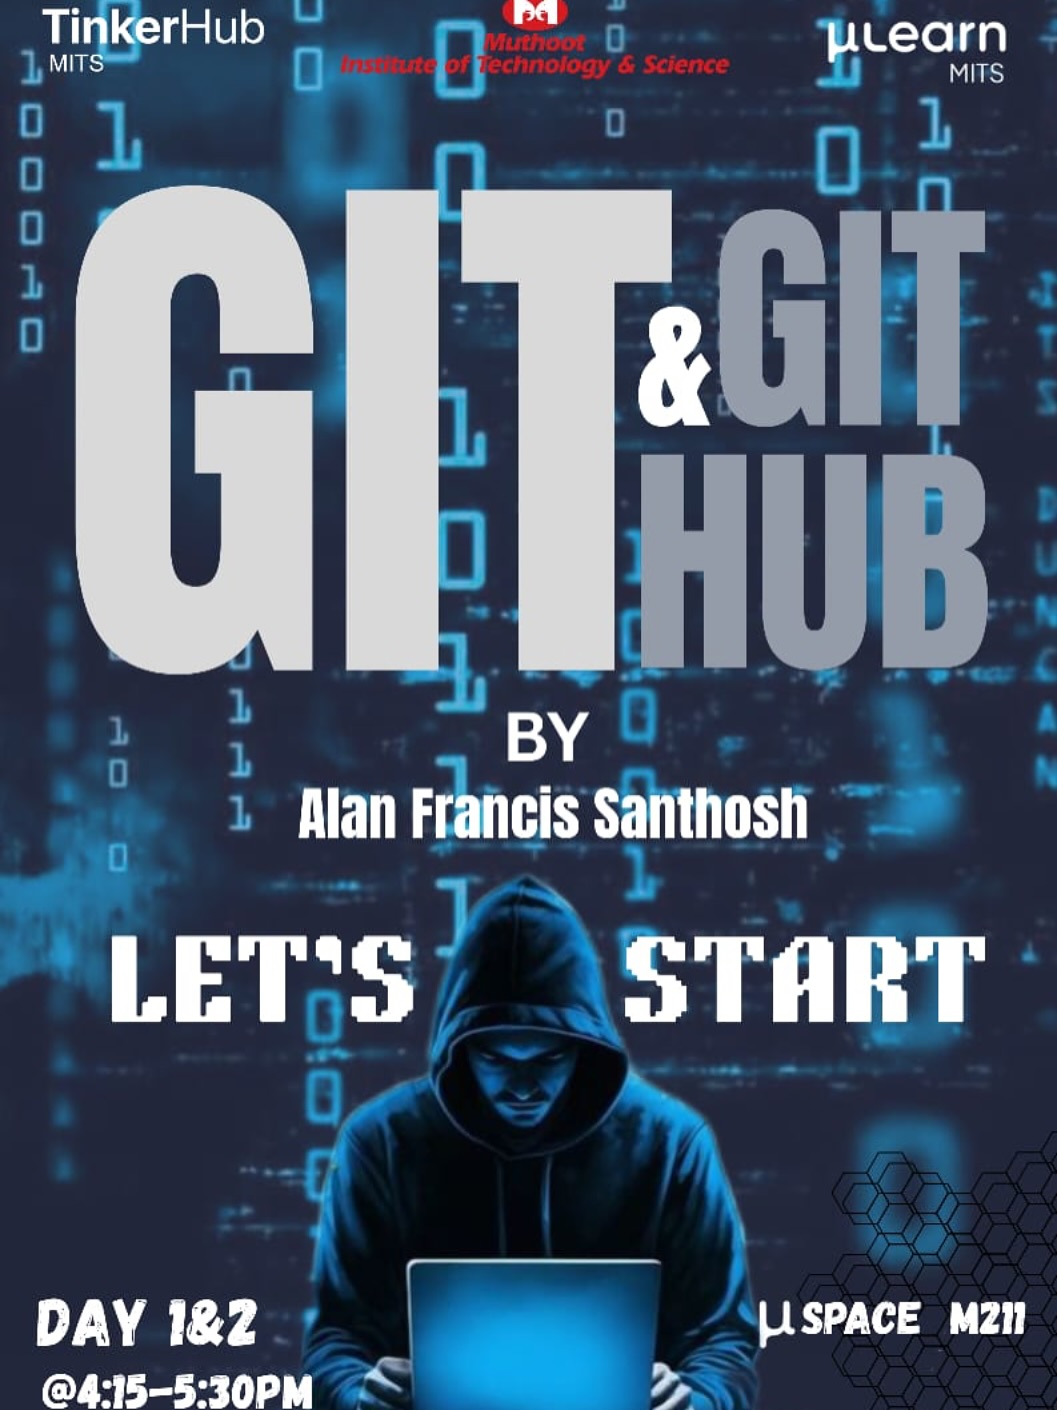 TinkerHub
MITS
Muthoot
Institute of Technology & Science
µLearn
MITS
GIT
& GIT
HUB
BY
Alan Francis Santhosh
LET'S START
DAY 1&2
@4:15-5:30PM
µ SPACE M211